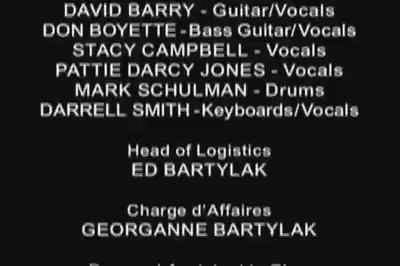 DAVID BARRY - Guitar/Vocals
DON BOYETTE -Bass Guitar/Vocals
STACY CAMPBELL - Vocals
PATTIE DARCY JONES - Vocals
MARK SCHULMAN - Drums
DARRELL SMITH -Keyboards/Vocals
Head of Logistics
ED BARTYLAK
Charge d'Affaires
GEORGANNE BARTYLAK